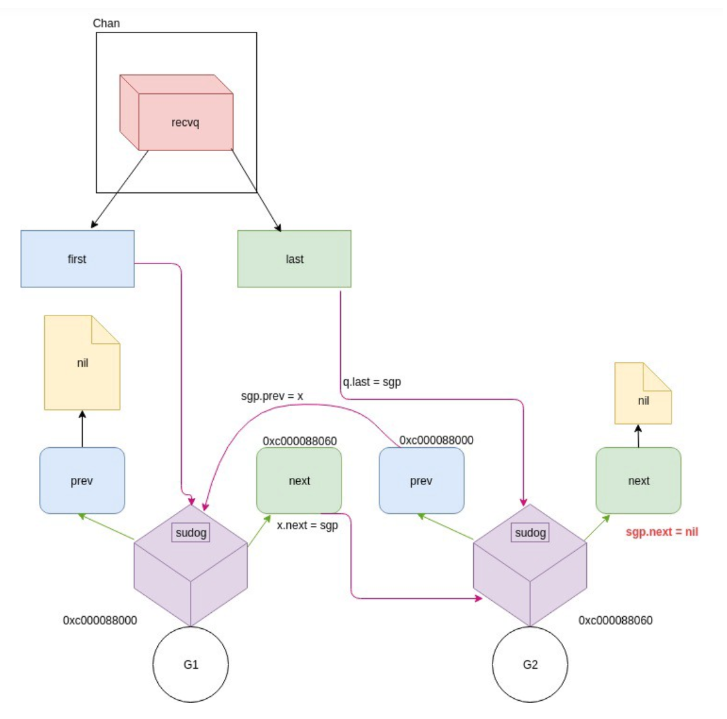 Chan
recvq
first
last
nil
q.last = sgp
nil
sgp.prev = x
0xc000088060
0xc000088000
prev
next
prev
next
sudog
x.next = sgp
sudog
sgp.next = nil
0xc000088000
0xc000088060
G1
G2